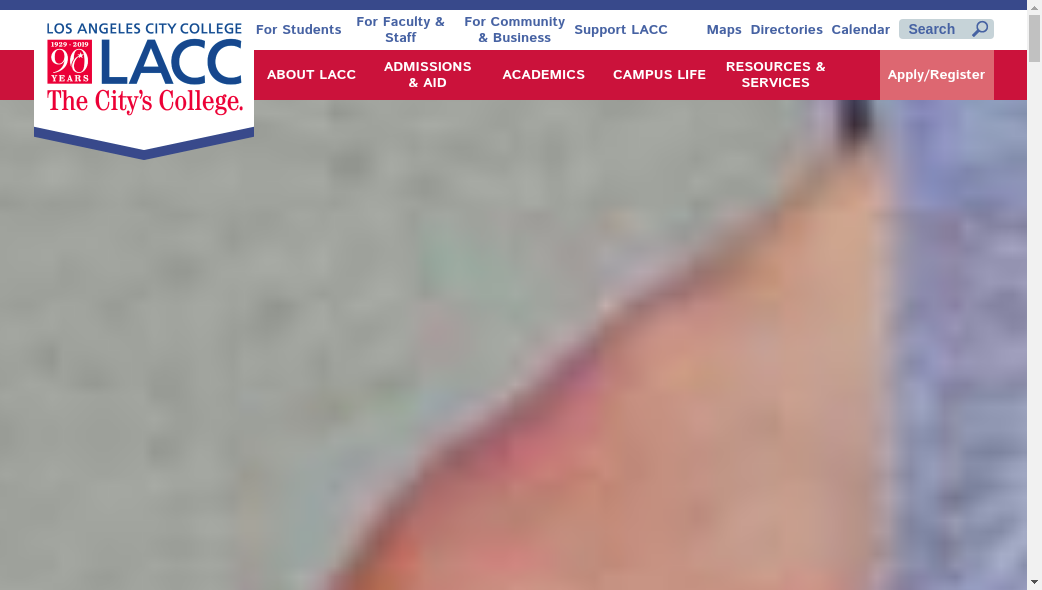 LOS ANGELES CITY COLLEGE
1929 - 2019
90
YEARS
LACC
The City's College.
For Students
For Faculty &
Staff
For Community
& Business
Support LACC
Maps
Directories
Calendar
Search
ABOUT LACC
ADMISSIONS
& AID
ACADEMICS
CAMPUS LIFE
RESOURCES &
SERVICES
Apply/Register